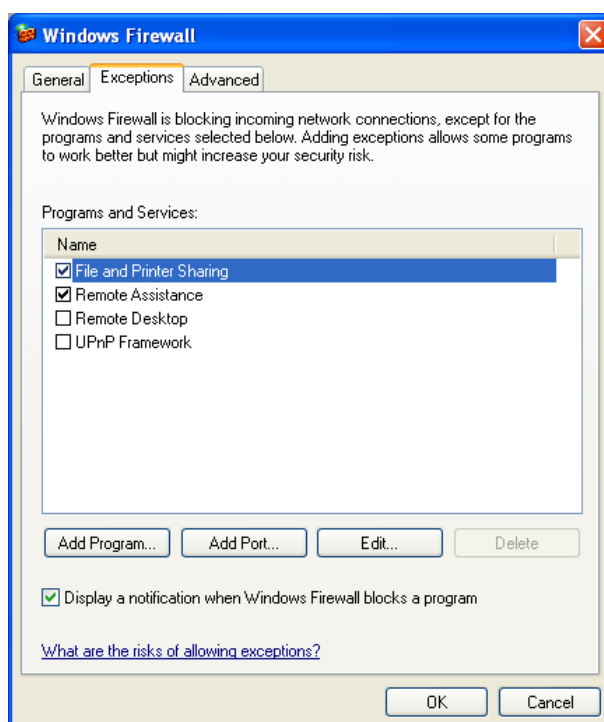 Windows Firewall
General Exceptions Advanced
Windows Firewall is blocking incoming network connections, except for the
programs and services selected below. Adding exceptions allows some programs
to work better but might increase your security risk.
Programs and Services:
Name
File and Printer Sharing
Remote Assistance
Remote Desktop
UPnP Framework
Add Program... Add Port... Edit... Delete
Display a notification when Windows Firewall blocks a program
What are the risks of allowing exceptions?
OK Cancel